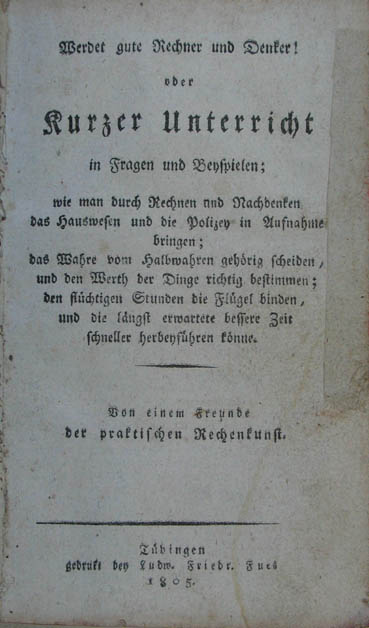 Werdet gute Rechner und Denker!
oder
Kurzer Unterricht
in Fragen und Beyspielen;
wie man durch Rechnen und Nachdenken
das Hauswesen und die Polizey in Aufnahme
bringen;
das Wahre vom Halbwahren gehörig scheiden,
und den Werth der Dinge richtig bestimmen;
den flüchtigen Stunden die Flügel binden,
und die längst erwartete bessere Zeit
schneller herbeyführen könne.
Von einem Freunde
der praktischen Rechenkunst.
Tübingen
gedrukt bey Ludw. Friedr. Fues
1805.